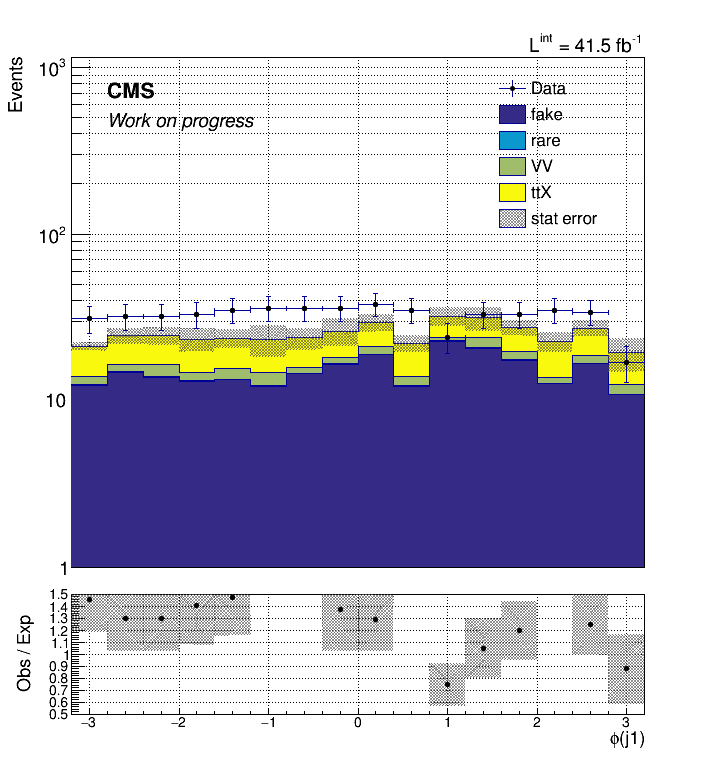 L^int = 41.5 fb^-1
Events
10^3
10^2
10
1
CMS
Work on progress
Data
fake
rare
VV
ttX
stat error
Obs / Exp
1.5
1.4
1.3
1.2
1.1
1
0.9
0.8
0.7
0.6
0.5
−3 −2 −1 0 1 2 3
ϕ(j1)